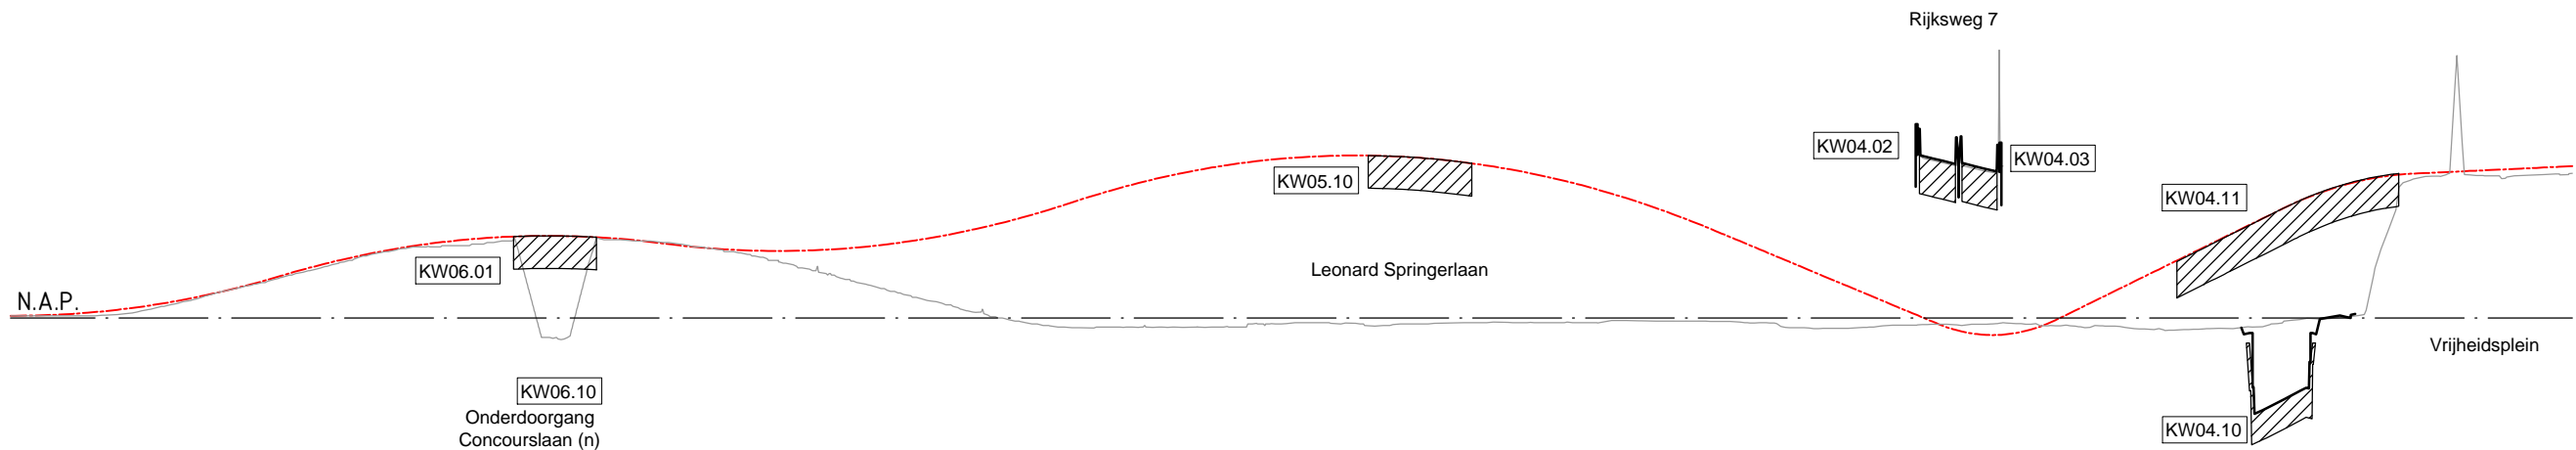 Rijksweg 7
KW04.02
KW04.03
KW05.10
KW04.11
KW06.01
Leonard Springerlaan
N.A.P.
Vrijheidsplein
KW06.10
Onderdoorgang
Concourslaan (n)
KW04.10